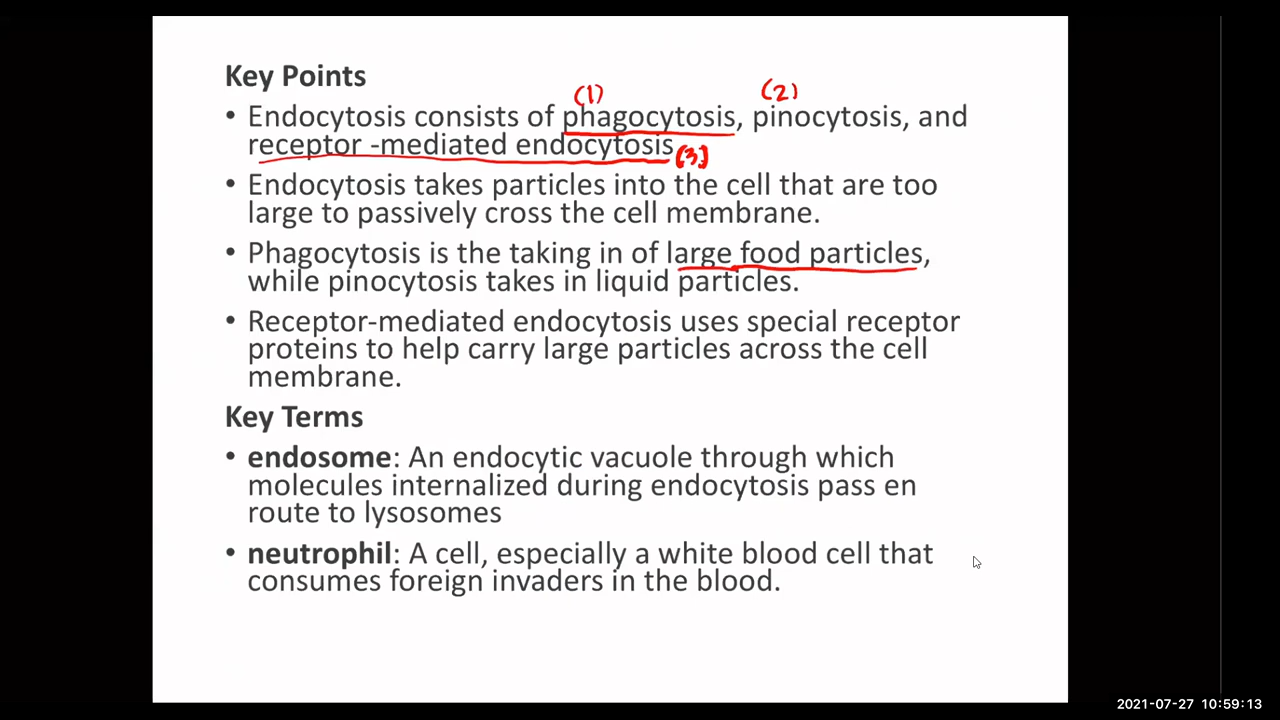 Key Points
(1) (2)
• Endocytosis consists of phagocytosis, pinocytosis, and
receptor -mediated endocytosis (3)
• Endocytosis takes particles into the cell that are too
large to passively cross the cell membrane.
• Phagocytosis is the taking in of large food particles,
while pinocytosis takes in liquid particles.
• Receptor-mediated endocytosis uses special receptor
proteins to help carry large particles across the cell
membrane.
Key Terms
• endosome: An endocytic vacuole through which
molecules internalized during endocytosis pass en
route to lysosomes
• neutrophil: A cell, especially a white blood cell that
consumes foreign invaders in the blood.
2021-07-27 10:59:13